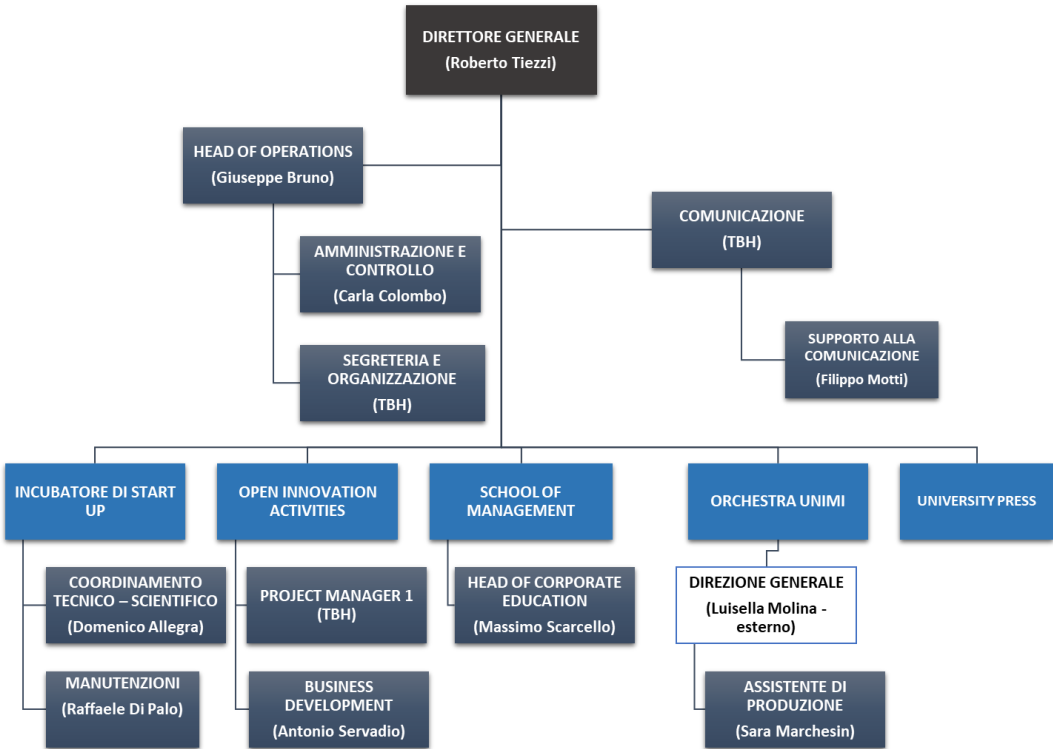 DIRETTORE GENERALE
(Roberto Tiezzi)
HEAD OF OPERATIONS
(Giuseppe Bruno)
COMUNICAZIONE
(TBH)
AMMINISTRAZIONE E
CONTROLLO
(Carla Colombo)
SUPPORTO ALLA
COMUNICAZIONE
(Filippo Motti)
SEGRETERIA E
ORGANIZZAZIONE
(TBH)
INCUBATORE DI START
UP
OPEN INNOVATION
ACTIVITIES
SCHOOL OF
MANAGEMENT
ORCHESTRA UNIMI
UNIVERSITY PRESS
COORDINAMENTO
TECNICO – SCIENTIFICO
(Domenico Allegra)
PROJECT MANAGER 1
(TBH)
HEAD OF CORPORATE
EDUCATION
(Massimo Scarcello)
DIREZIONE GENERALE
(Luisella Molina -
esterno)
MANUTENZIONI
(Raffaele Di Palo)
BUSINESS
DEVELOPMENT
(Antonio Servadio)
ASSISTENTE DI
PRODUZIONE
(Sara Marchesin)